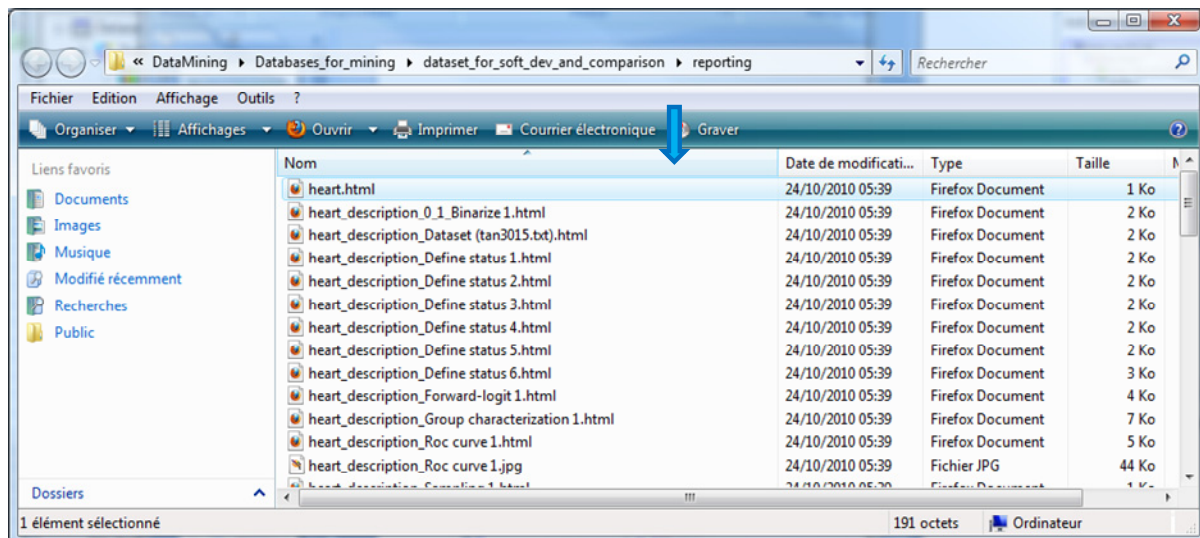 « DataMining ▸ Databases_for_mining ▸ dataset_for_soft_dev_and_comparison ▸ reporting Rechercher
Fichier Edition Affichage Outils ?
Organiser Affichages Ouvrir Imprimer Courrier électronique Graver
Liens favoris
Documents
Images
Musique
Modifié récemment
Recherches
Public
Dossiers
Nom Date de modificati... Type Taille
heart.html 24/10/2010 05:39 Firefox Document 1 Ko
heart_description_0_1_Binarize 1.html 24/10/2010 05:39 Firefox Document 2 Ko
heart_description_Dataset (tan3015.txt).html 24/10/2010 05:39 Firefox Document 2 Ko
heart_description_Define status 1.html 24/10/2010 05:39 Firefox Document 2 Ko
heart_description_Define status 2.html 24/10/2010 05:39 Firefox Document 2 Ko
heart_description_Define status 3.html 24/10/2010 05:39 Firefox Document 2 Ko
heart_description_Define status 4.html 24/10/2010 05:39 Firefox Document 2 Ko
heart_description_Define status 5.html 24/10/2010 05:39 Firefox Document 2 Ko
heart_description_Define status 6.html 24/10/2010 05:39 Firefox Document 3 Ko
heart_description_Forward-logit 1.html 24/10/2010 05:39 Firefox Document 4 Ko
heart_description_Group characterization 1.html 24/10/2010 05:39 Firefox Document 7 Ko
heart_description_Roc curve 1.html 24/10/2010 05:39 Firefox Document 5 Ko
heart_description_Roc curve 1.jpg 24/10/2010 05:39 Fichier JPG 44 Ko
1 élément sélectionné 191 octets Ordinateur